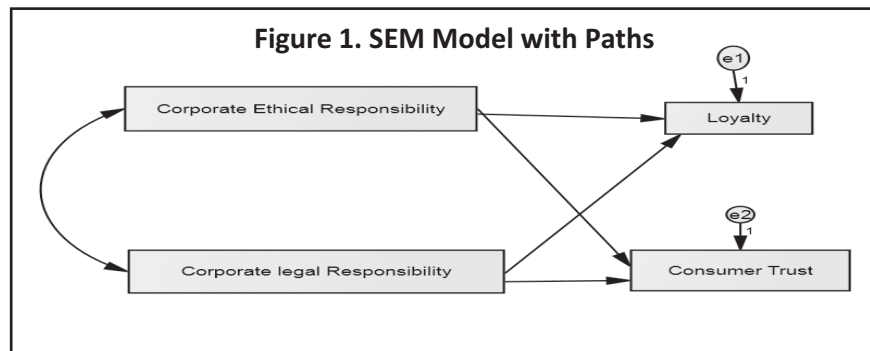 Figure 1. SEM Model with Paths
e1
1
Corporate Ethical Responsibility
Loyalty
e2
1
Corporate legal Responsibility
Consumer Trust